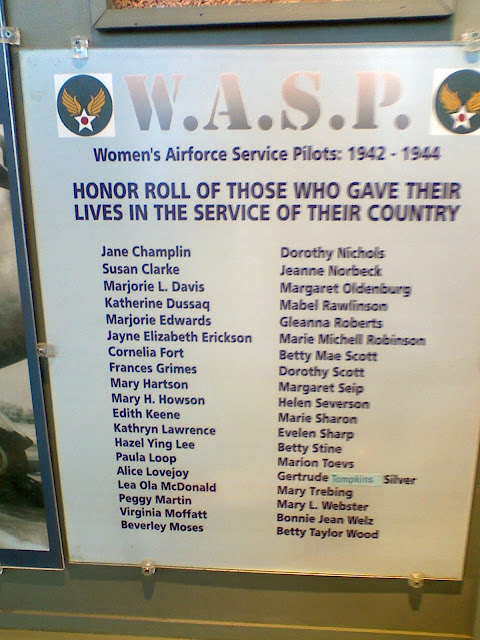 W.A.S.P.
Women's Airforce Service Pilots: 1942 - 1944
HONOR ROLL OF THOSE WHO GAVE THEIR
LIVES IN THE SERVICE OF THEIR COUNTRY
Jane Champlin
Susan Clarke
Marjorie L. Davis
Katherine Dussaq
Marjorie Edwards
Jayne Elizabeth Erickson
Cornelia Fort
Frances Grimes
Mary Hartson
Mary H. Howson
Edith Keene
Kathryn Lawrence
Hazel Ying Lee
Paula Loop
Alice Lovejoy
Lea Ola McDonald
Peggy Martin
Virginia Moffatt
Beverley Moses
Dorothy Nichols
Jeanne Norbeck
Margaret Oldenburg
Mabel Rawlinson
Gleanna Roberts
Marie Michell Robinson
Betty Mae Scott
Dorothy Scott
Margaret Seip
Helen Severson
Marie Sharon
Evelen Sharp
Betty Stine
Marion Toevs
Gertrude Tompkins Silver
Mary Trebing
Mary L. Webster
Bonnie Jean Welz
Betty Taylor Wood